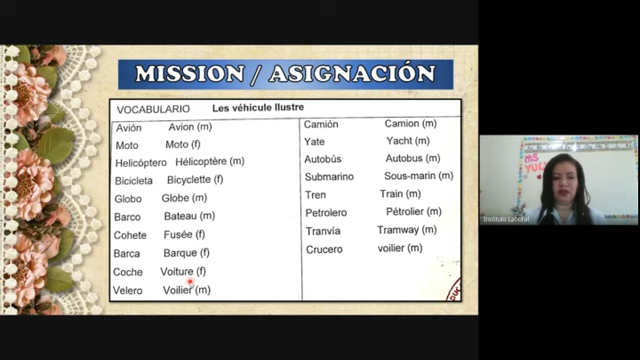 MISSION / ASIGNACIÓN
VOCABULARIO Les véhicule Ilustre
Avión Avion (m)
Moto Moto (f)
Helicóptero Hélicoptère (m)
Bicicleta Bicyclette (f)
Globo Globe (m)
Barco Bateau (m)
Cohete Fusée (f)
Barca Barque (f)
Coche Voiture (f)
Velero Voilier (m)
Camión Camion (m)
Yate Yacht (m)
Autobús Autobus (m)
Submarino Sous-marin (m)
Tren Train (m)
Petrolero Pétrolier (m)
Tranvía Tramway (m)
Crucero voilier (m)
MS
Instituto Laboral